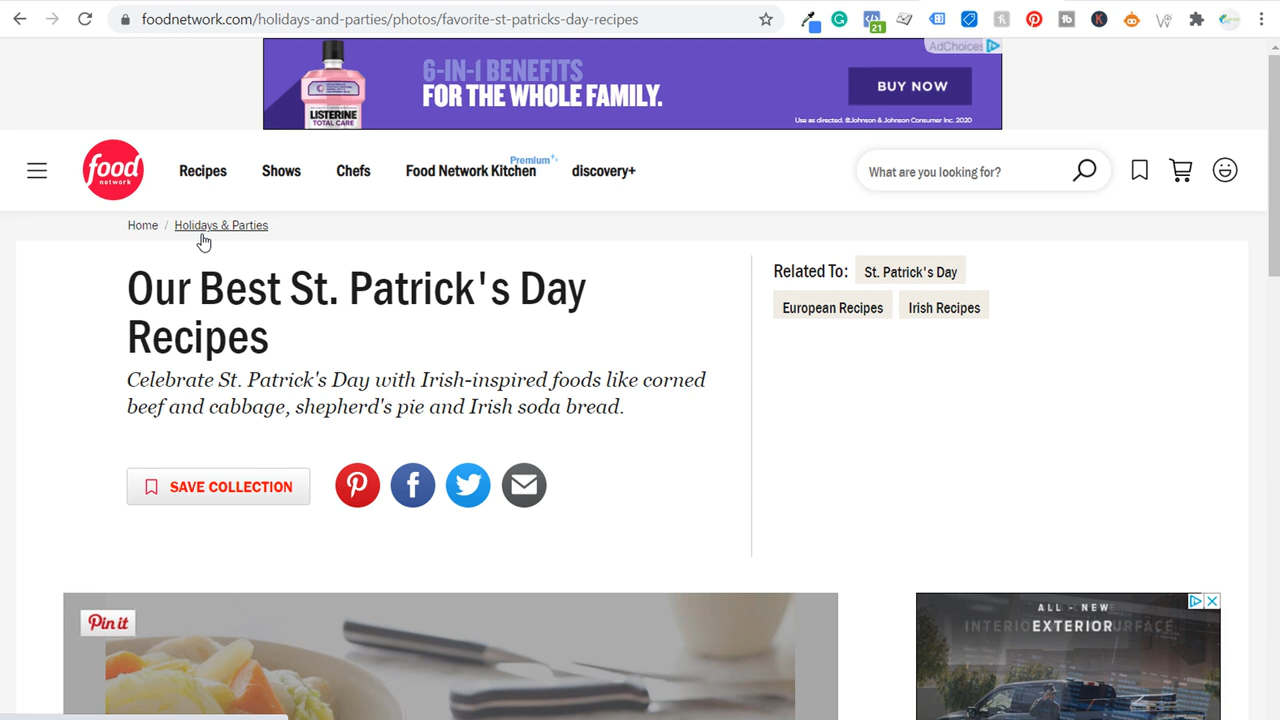 foodnetwork.com/holidays-and-parties/photos/favorite-st-patricks-day-recipes
21
tb
K
AdChoices
6-IN-1 BENEFITS
FOR THE WHOLE FAMILY.
BUY NOW
LISTERINE
TOTAL CARE
Use as directed. ©Johnson & Johnson Consumer Inc. 2020
food
network
Recipes
Shows
Chefs
Food Network Kitchen
Premium+
discovery+
What are you looking for?
Home / Holidays & Parties
Our Best St. Patrick's Day
Recipes
Celebrate St. Patrick's Day with Irish-inspired foods like corned
beef and cabbage, shepherd's pie and Irish soda bread.
SAVE COLLECTION
Related To: St. Patrick's Day
European Recipes Irish Recipes
Pin it
ALL-NEW
INTERIOR EXTERIOR SURFACE